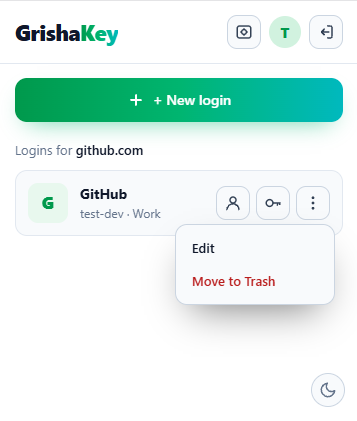 GrishaKey
T
+ New login
Logins for github.com
G
GitHub
test-dev · Work
Edit
Move to Trash